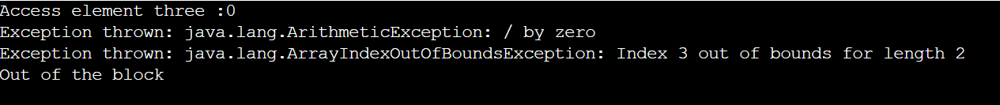 Access element three :0
Exception thrown: java.lang.ArithmeticException: / by zero
Exception thrown: java.lang.ArrayIndexOutOfBoundsException: Index 3 out of bounds for length 2
Out of the block